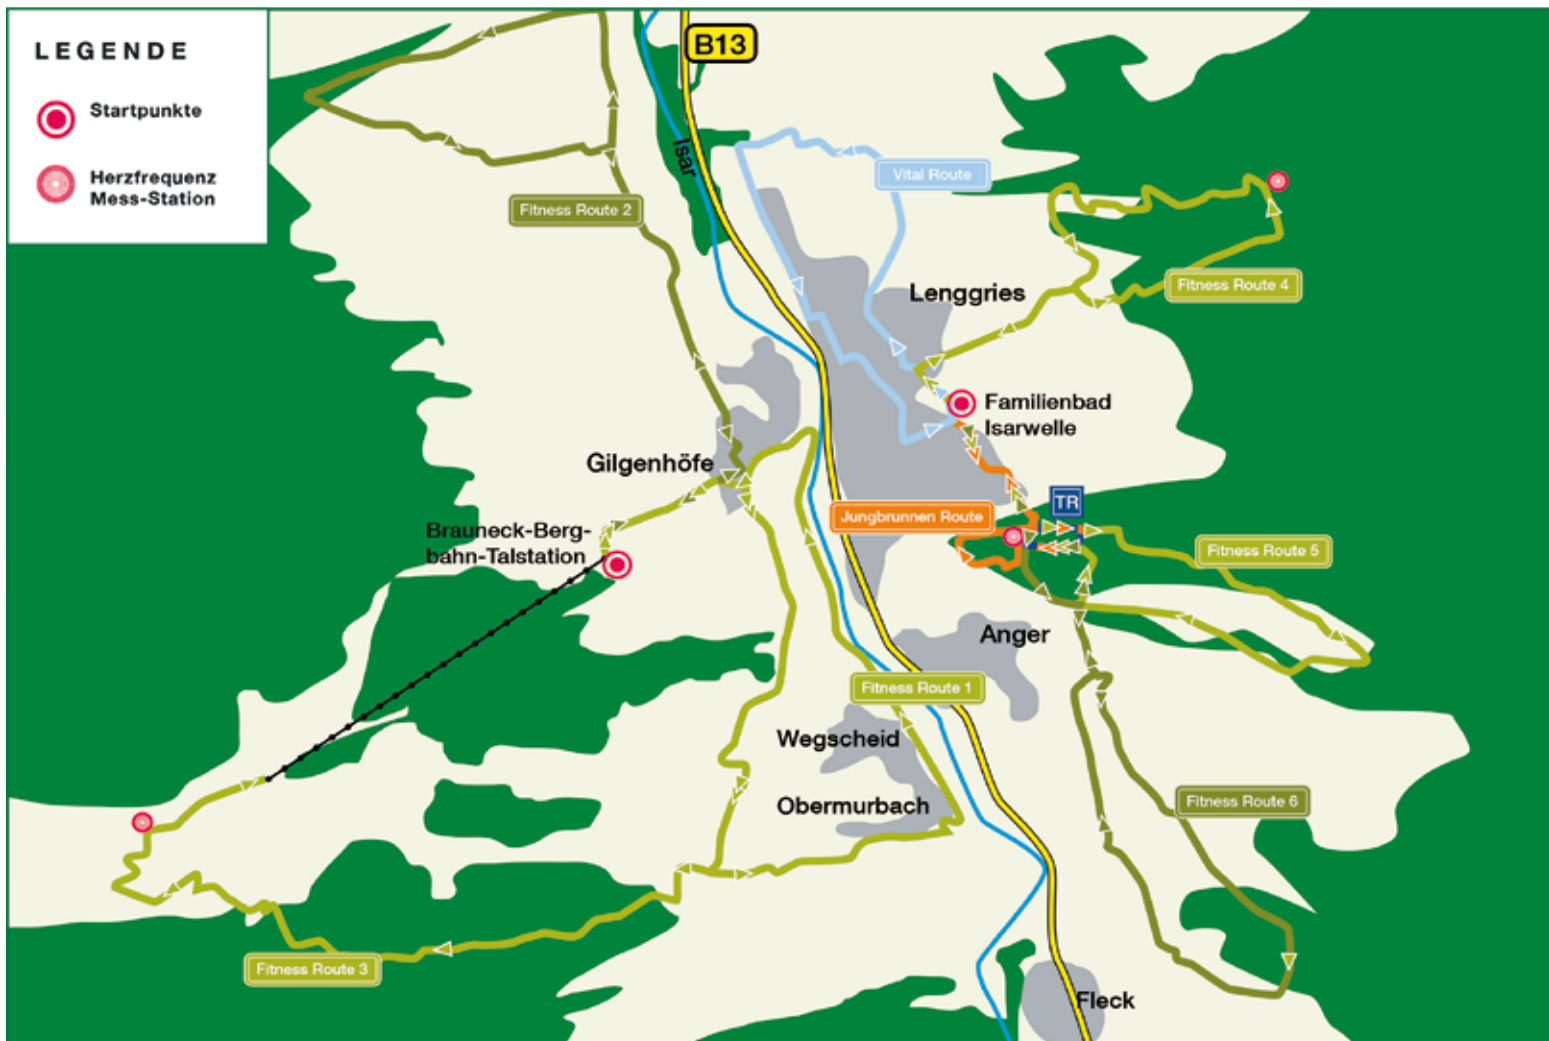 LEGENDE
Startpunkte
Herzfrequenz
Mess-Station
B13
Isar
Vital Route
Fitness Route 2
Fitness Route 4
Lenggries
Familienbad
Isarwelle
Gilgenhöfe
TR
Jungbrunnen Route
Brauneck-Berg-
bahn-Talstation
Fitness Route 5
Anger
Fitness Route 1
Wegscheid
Obermurbach
Fitness Route 6
Fitness Route 3
Fleck